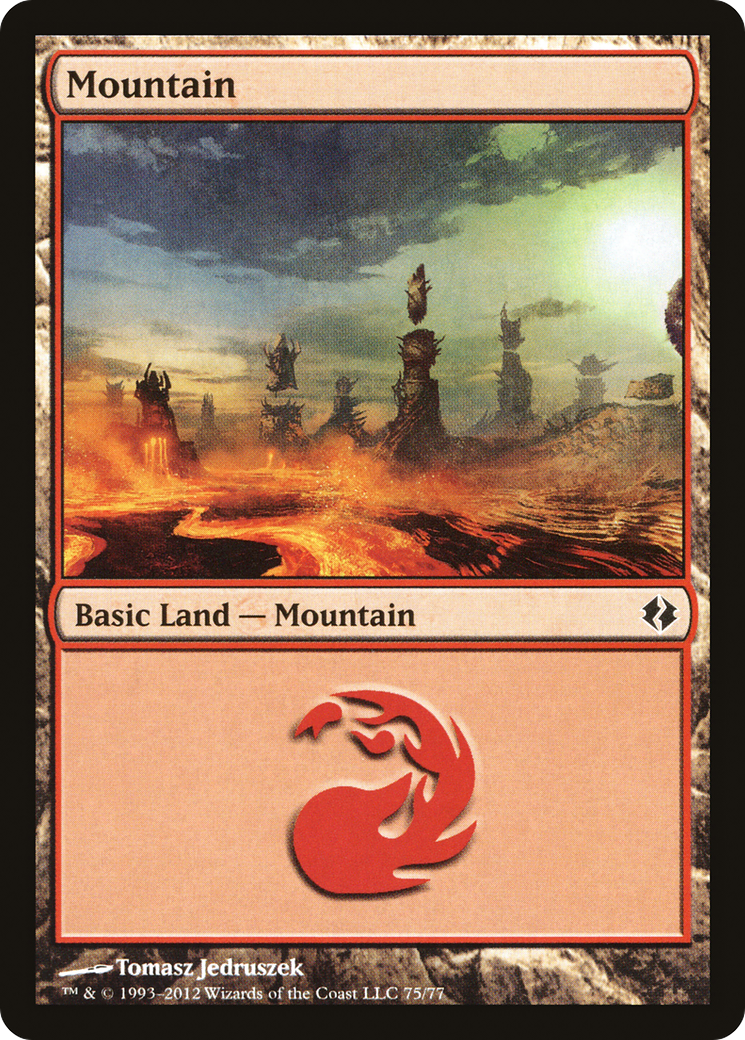 Mountain
Basic Land — Mountain
Tomasz Jedruszek
™ & © 1993–2012 Wizards of the Coast LLC 75/77